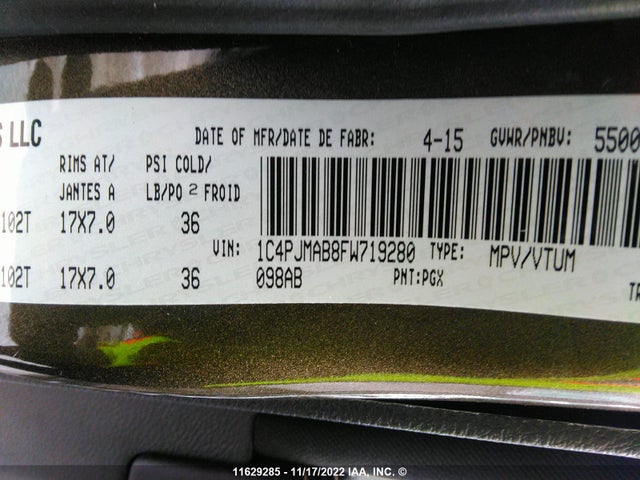 S LLC
DATE OF MFR/DATE DE FABR: 4-15 GVWR/PNBV: 5500
RIMS AT/ PSI COLD/
JANTES A LB/PO 2 FROID
102T 17X7.0 36
VIN: 1C4PJMAB8FW719280 TYPE: MPV/VTUM
102T 17X7.0 36 098AB PNT:PGX
TR
11629285 - 11/17/2022 IAA, INC. ©